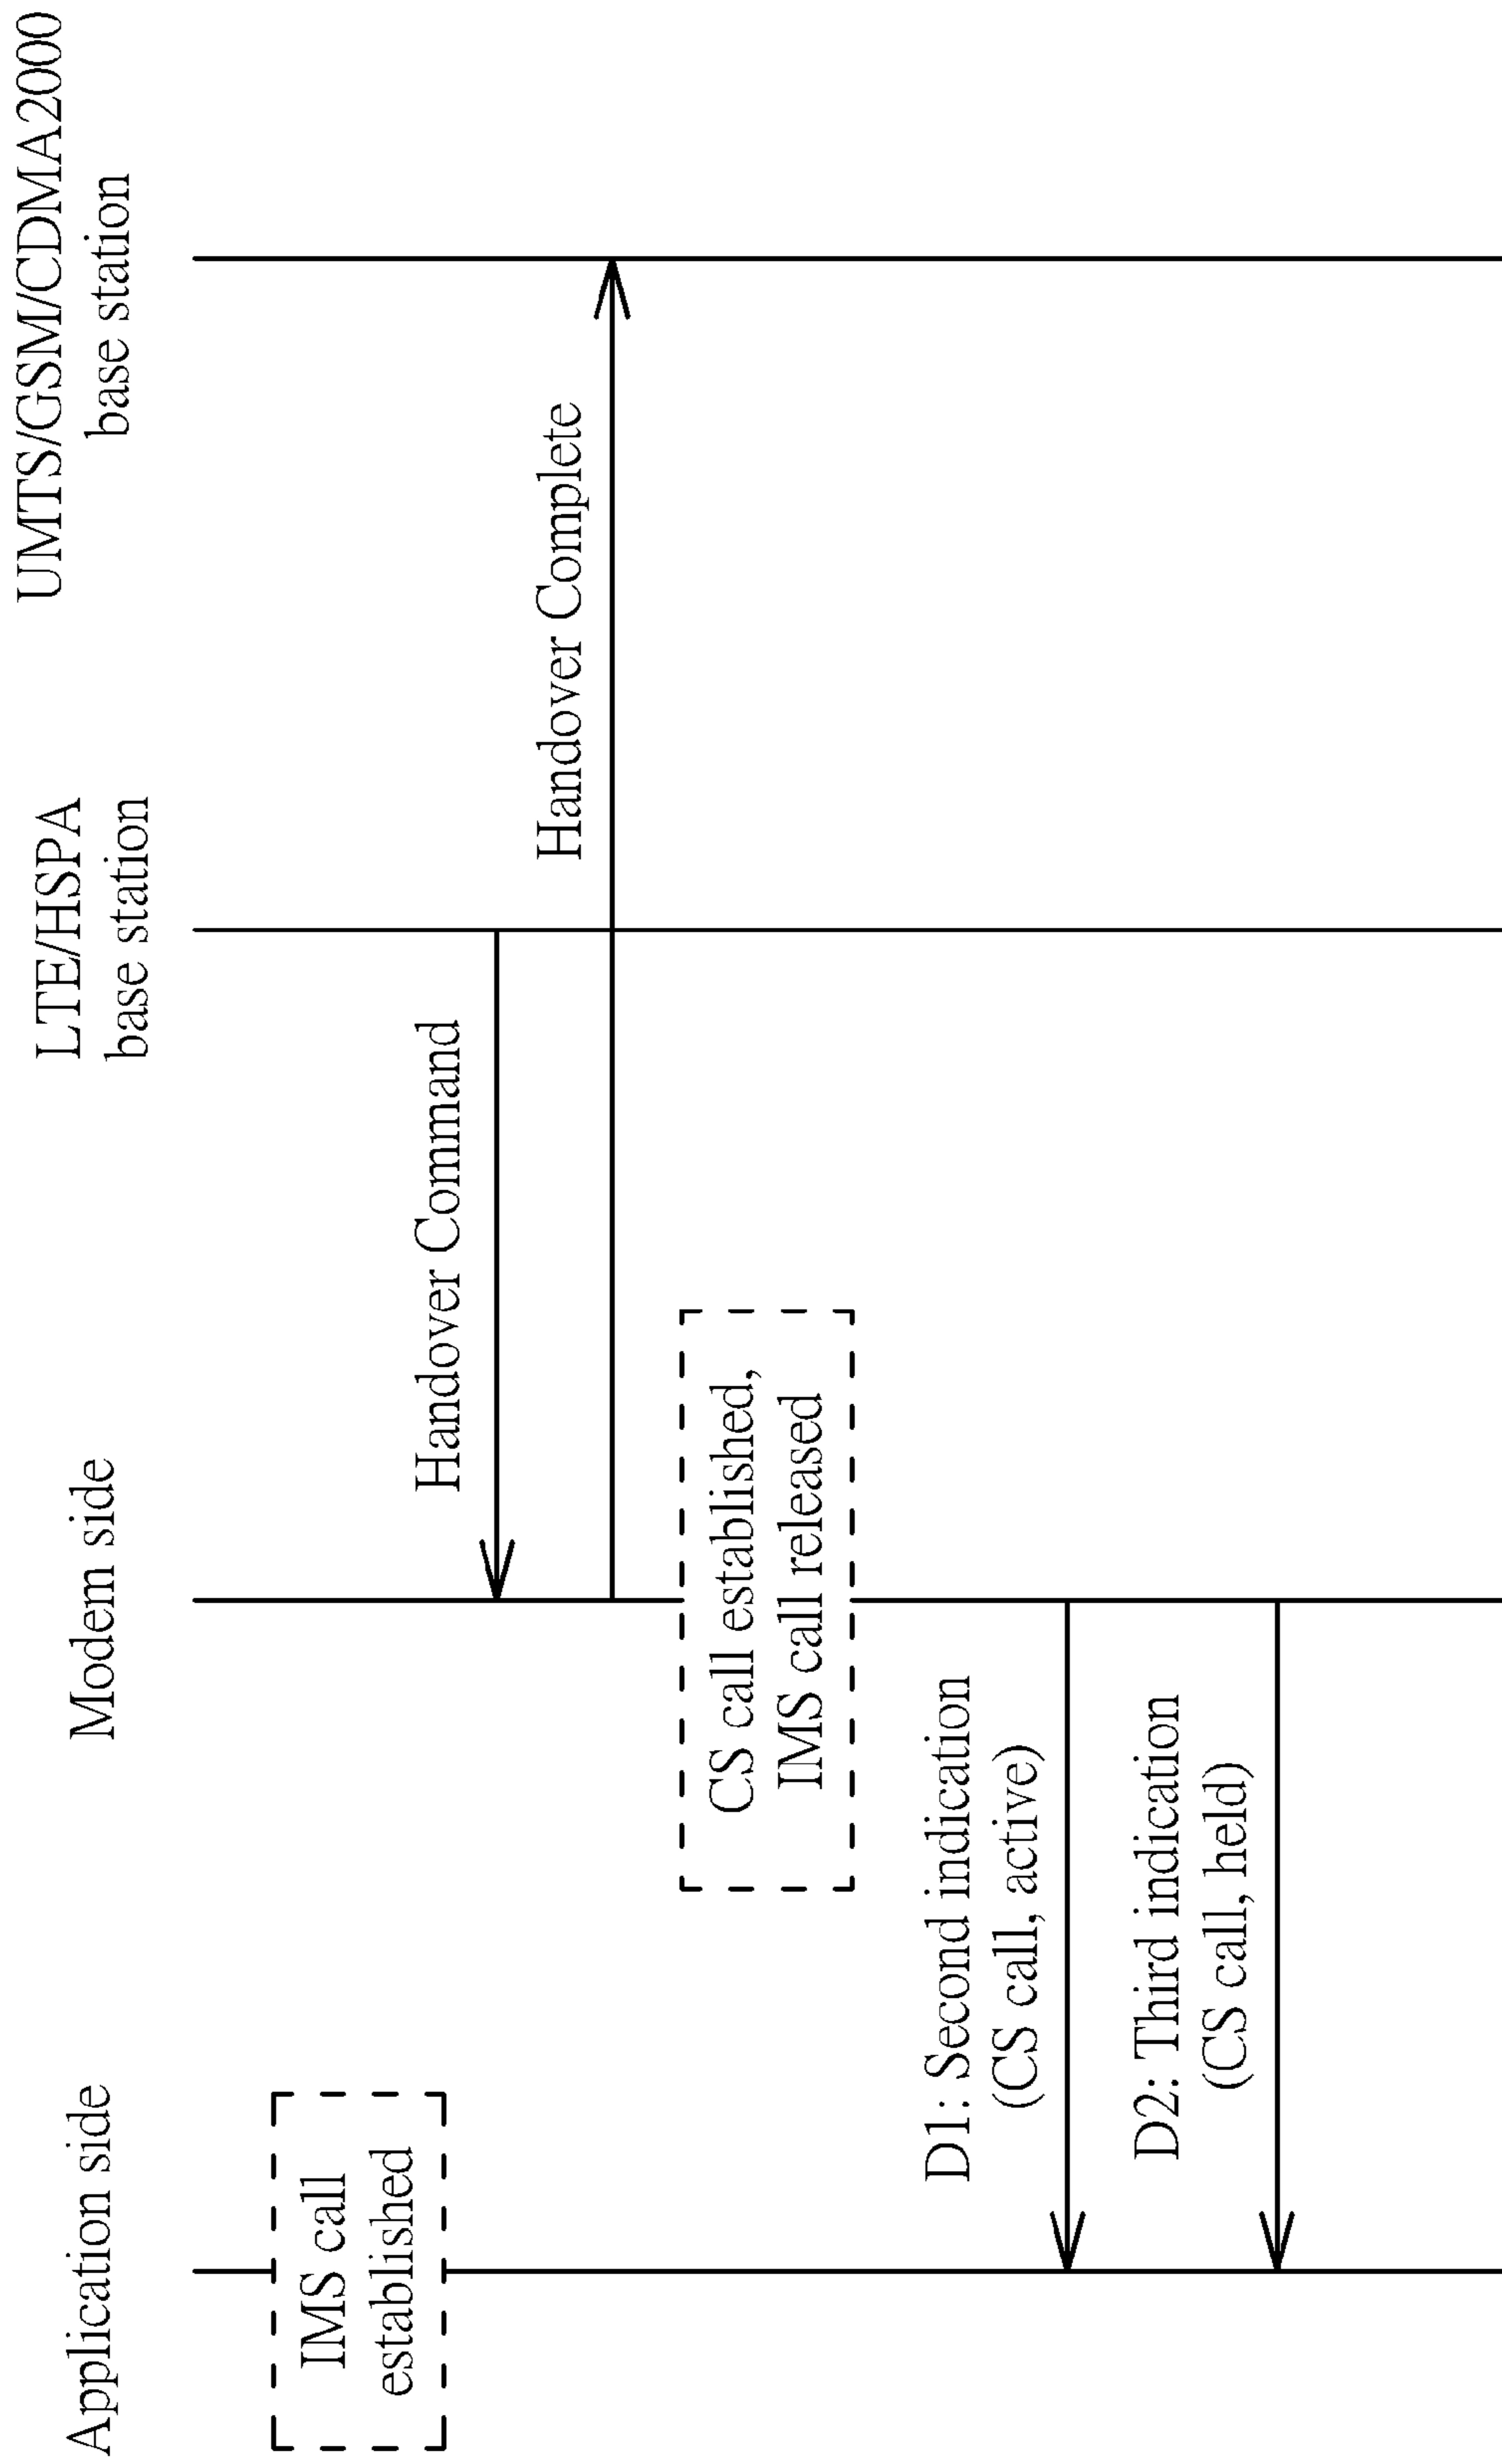 Application side
Modem side
LTE/HSPA
base station
UMTS/GSM/CDMA2000
base station
IMS call
established
Handover Command
Handover Complete
CS call established,
IMS call released
D1: Second indication
(CS call, active)
D2: Third indication
(CS call, held)